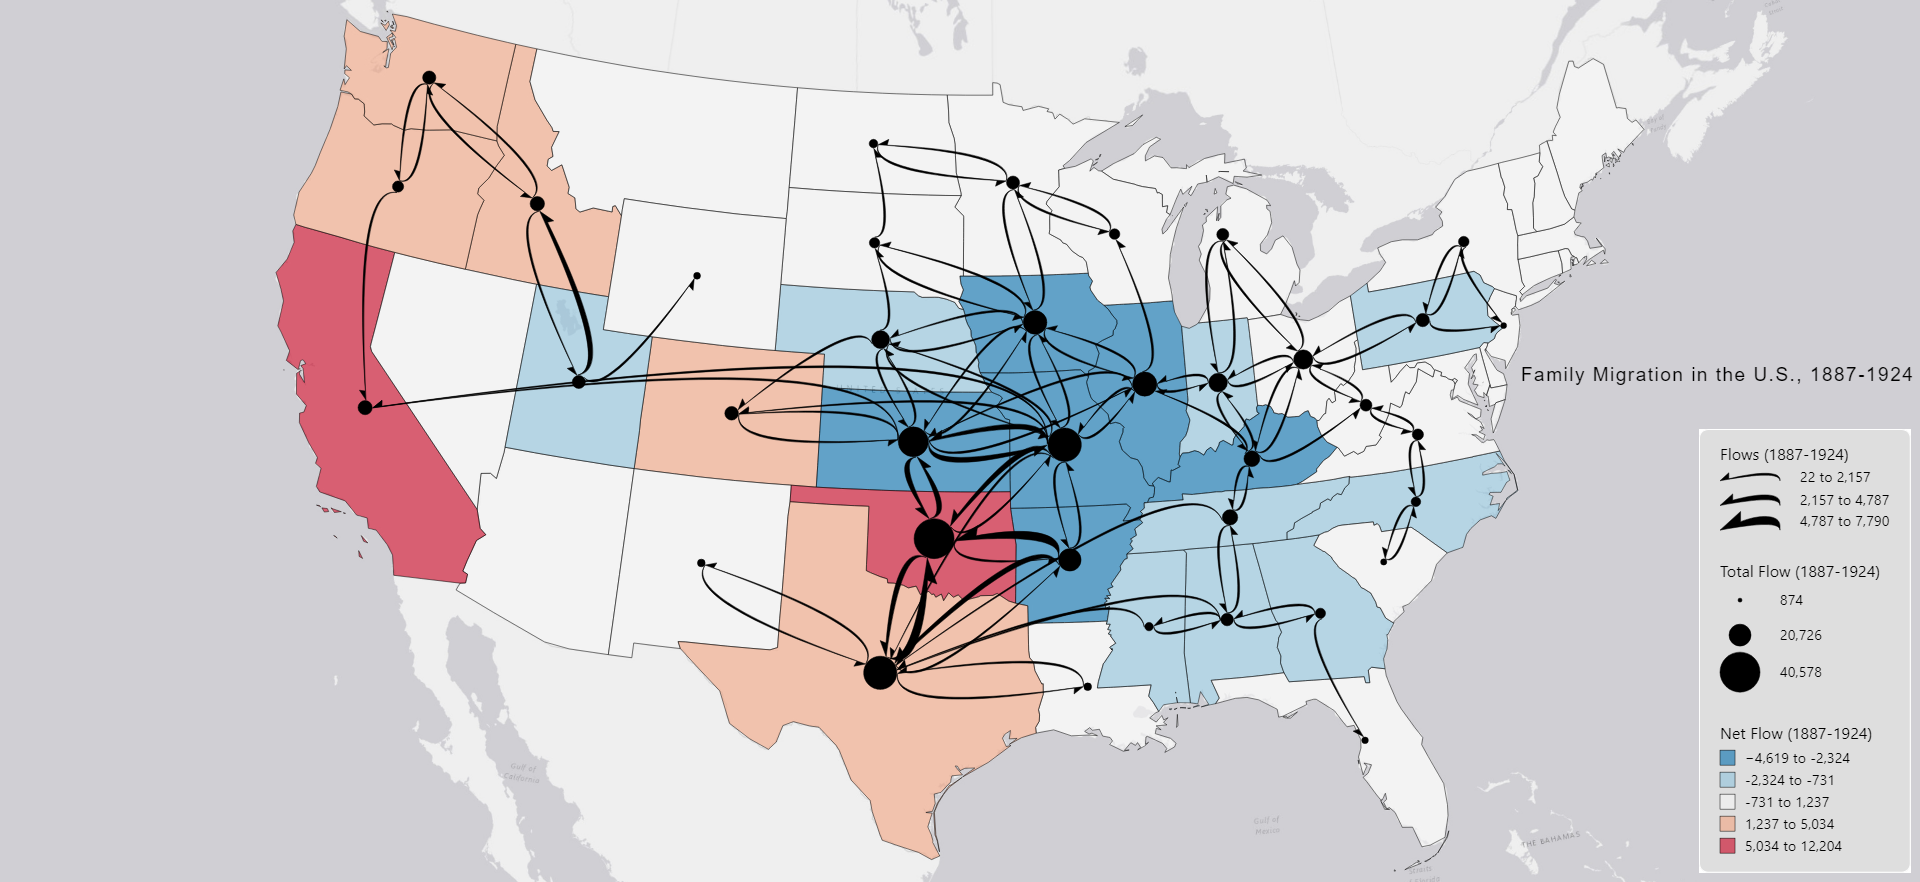 Family Migration in the U.S., 1887-1924
Flows (1887-1924)
22 to 2,157
2,157 to 4,787
4,787 to 7,790
Total Flow (1887-1924)
874
20,726
40,578
Net Flow (1887-1924)
−4,619 to -2,324
-2,324 to -731
-731 to 1,237
1,237 to 5,034
5,034 to 12,204
Gulf of
California
Gulf of
Mexico
THE BAHAMAS